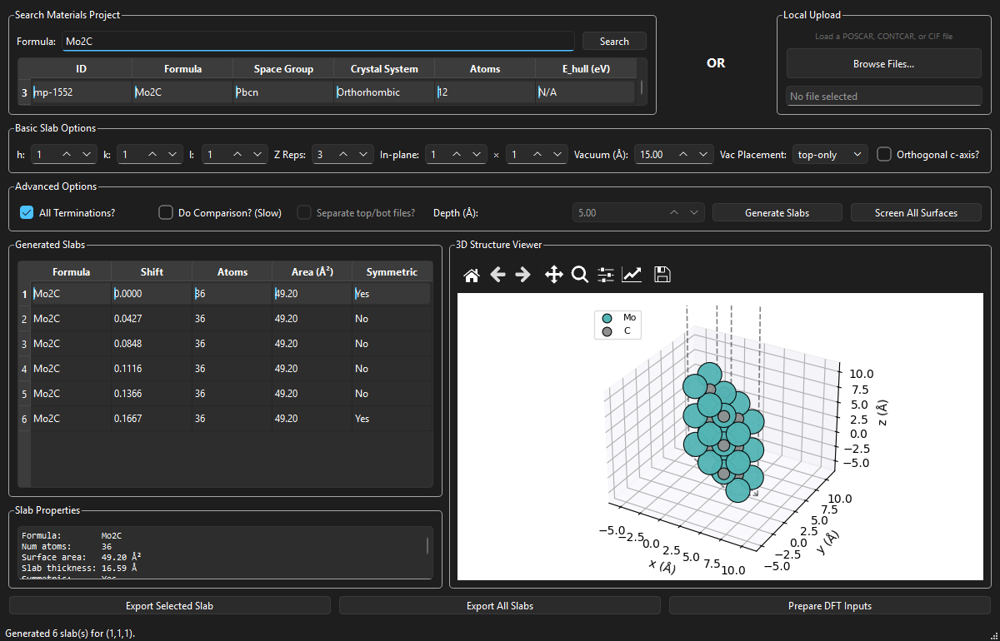 Search Materials Project
Formula: Mo2C Search
ID Formula Space Group Crystal System Atoms E_hull (eV)
3 mp-1552 Mo2C Pbcn Orthorhombic 12 N/A
OR
Local Upload
Load a POSCAR, CONTCAR, or CIF file
Browse Files...
No file selected
Basic Slab Options
h: 1 k: 1 l: 1 Z Reps: 3 In-plane: 1 × 1 Vacuum (Å): 15.00 Vac Placement: top-only Orthogonal c-axis?
Advanced Options
All Terminations? Do Comparison? (Slow) Separate top/bot files? Depth (Å): 5.00 Generate Slabs Screen All Surfaces
Generated Slabs
Formula Shift Atoms Area (Å²) Symmetric
1 Mo2C 0.0000 36 49.20 Yes
2 Mo2C 0.0427 36 49.20 No
3 Mo2C 0.0848 36 49.20 No
4 Mo2C 0.1116 36 49.20 No
5 Mo2C 0.1366 36 49.20 No
6 Mo2C 0.1667 36 49.20 Yes
Slab Properties
Formula: Mo2C
Num atoms: 36
Surface area: 49.20 Å²
Slab thickness: 16.59 Å
Symmetric: Yes
3D Structure Viewer
Mo
C
10.0
7.5
5.0
2.5
0.0
−2.5
−5.0
z (Å)
10.0
7.5
5.0
2.5
0.0
−2.5
−5.0
y (Å)
−5.0
−2.5
0.0
2.5
5.0
7.5
10.0
x (Å)
Export Selected Slab Export All Slabs Prepare DFT Inputs
Generated 6 slab(s) for (1,1,1).